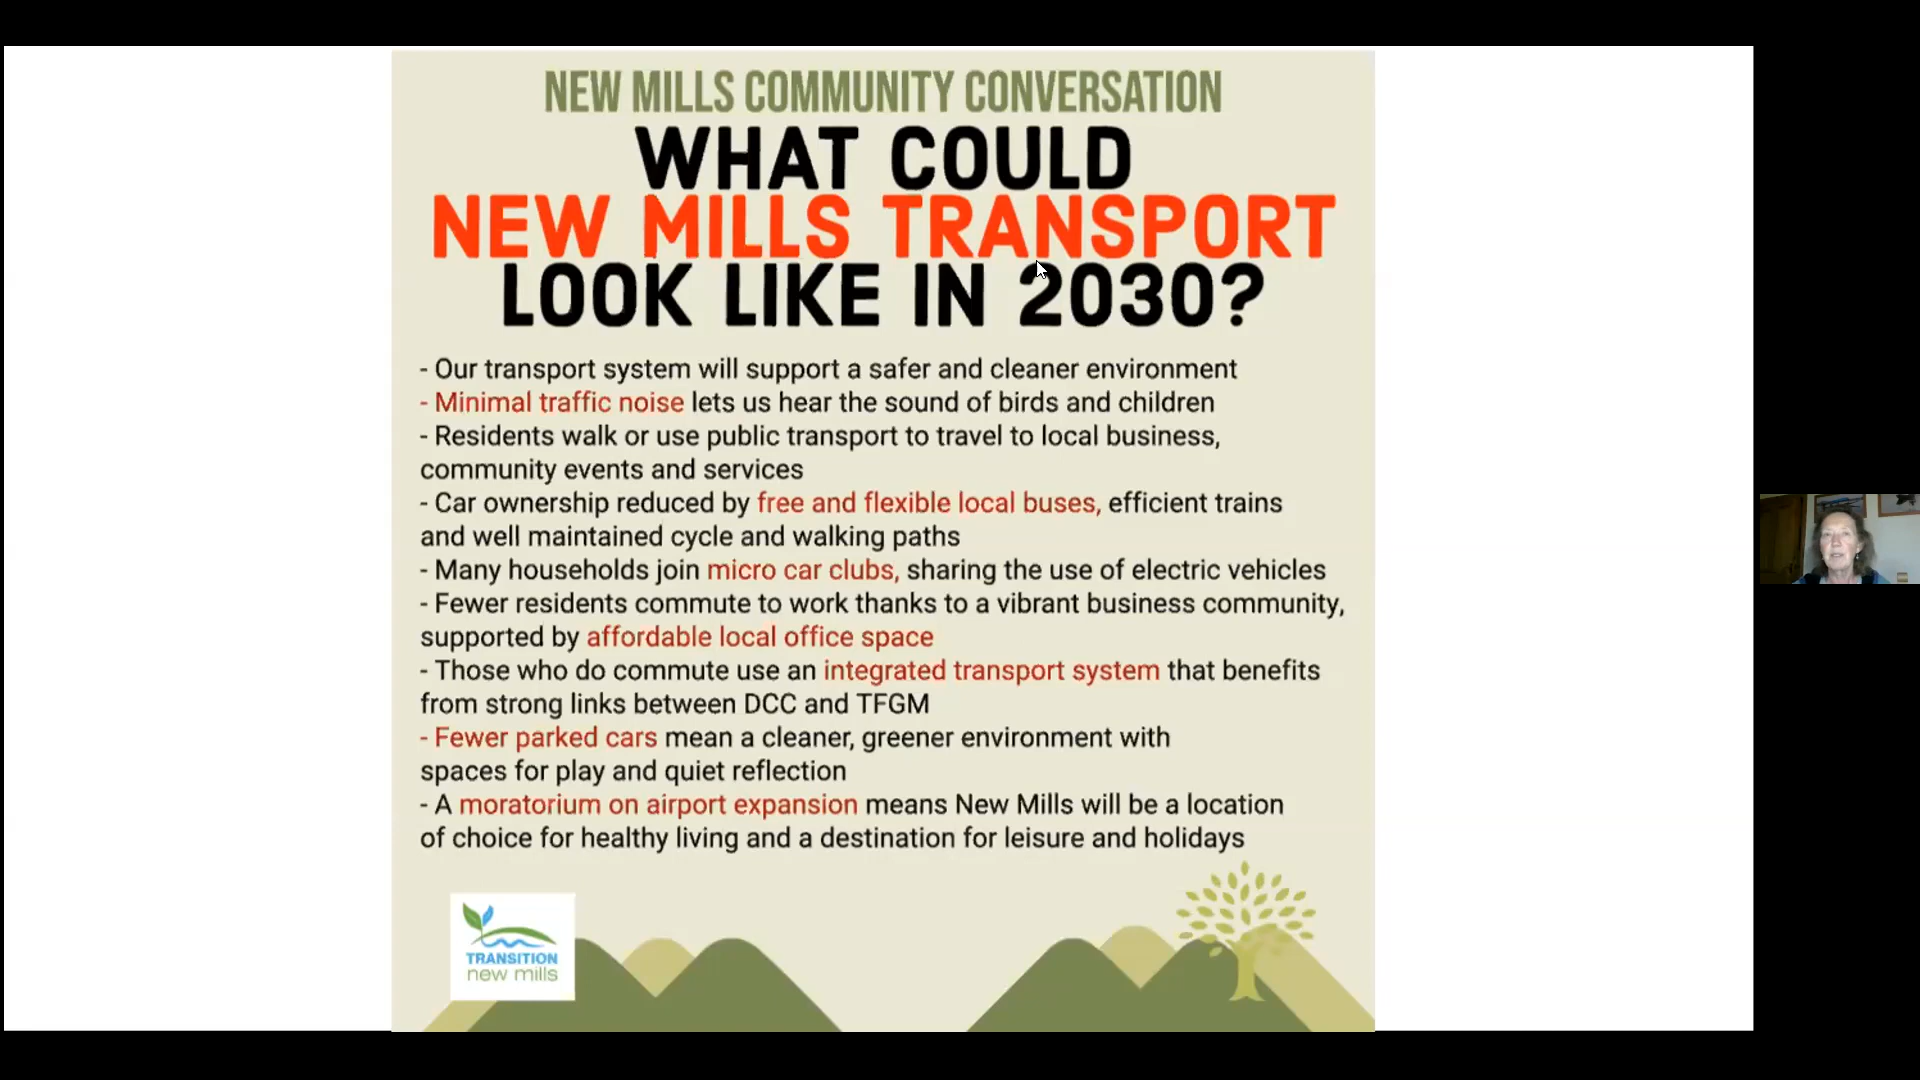 NEW MILLS COMMUNITY CONVERSATION
WHAT COULD
NEW MILLS TRANSPORT
LOOK LIKE IN 2030?
- Our transport system will support a safer and cleaner environment
- Minimal traffic noise lets us hear the sound of birds and children
- Residents walk or use public transport to travel to local business,
community events and services
- Car ownership reduced by free and flexible local buses, efficient trains
and well maintained cycle and walking paths
- Many households join micro car clubs, sharing the use of electric vehicles
- Fewer residents commute to work thanks to a vibrant business community,
supported by affordable local office space
- Those who do commute use an integrated transport system that benefits
from strong links between DCC and TFGM
- Fewer parked cars mean a cleaner, greener environment with
spaces for play and quiet reflection
- A moratorium on airport expansion means New Mills will be a location
of choice for healthy living and a destination for leisure and holidays
TRANSITION
new mills